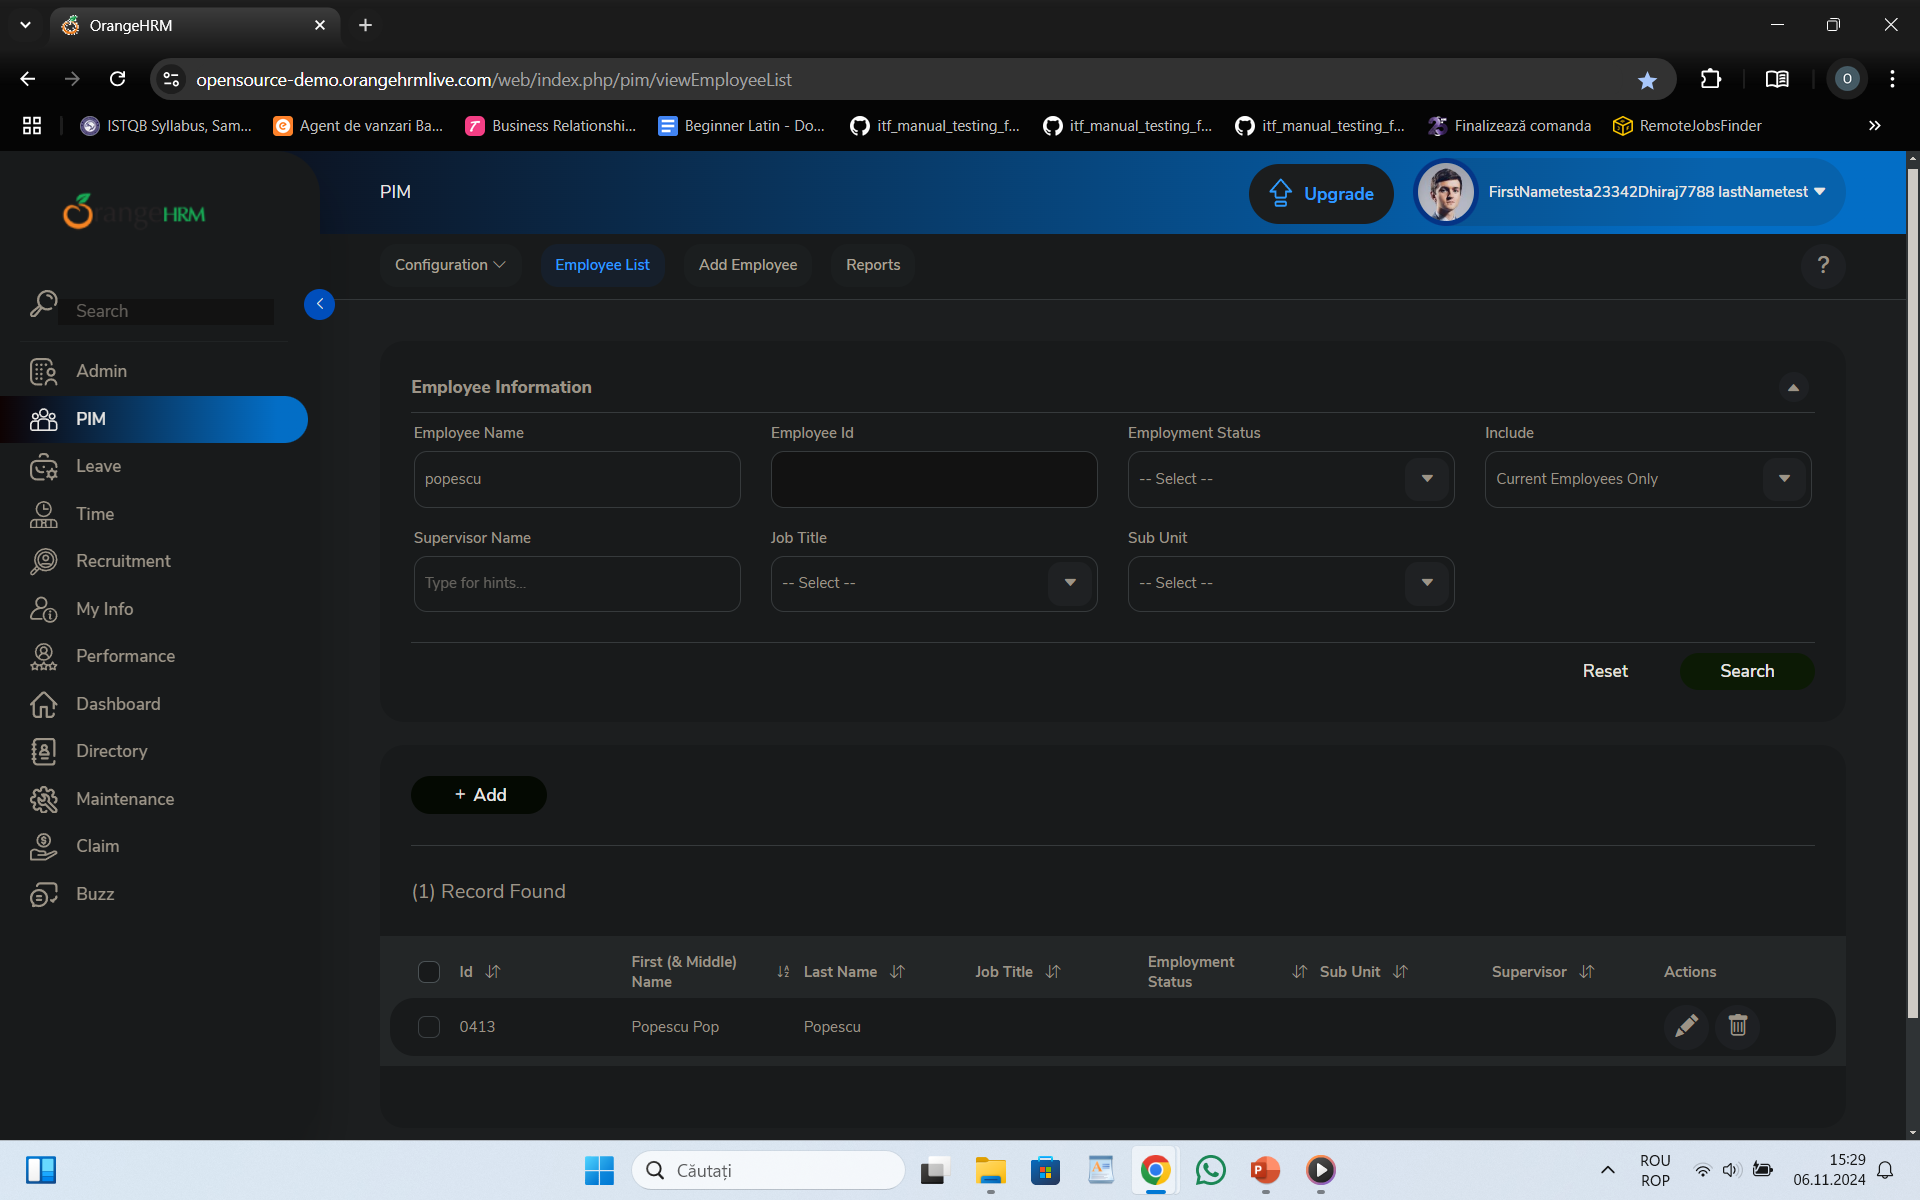 OrangeHRM
opensource-demo.orangehrmlive.com/web/index.php/pim/viewEmployeeList
O
ISTQB Syllabus, Sam...
Agent de vanzari Ba...
Business Relationshi...
Beginner Latin - Do...
itf_manual_testing_f...
itf_manual_testing_f...
itf_manual_testing_f...
Finalizează comanda
RemoteJobsFinder
OrangeHRM
PIM
Upgrade
FirstNametesta23342Dhiraj7788 lastNametest
Configuration
Employee List
Add Employee
Reports
?
Search
Admin
PIM
Leave
Time
Recruitment
My Info
Performance
Dashboard
Directory
Maintenance
Claim
Buzz
Employee Information
Employee Name
Employee Id
Employment Status
Include
popescu
-- Select --
Current Employees Only
Supervisor Name
Job Title
Sub Unit
Type for hints...
-- Select --
-- Select --
Reset
Search
+ Add
(1) Record Found
Id
First (& Middle) Name
Last Name
Job Title
Employment Status
Sub Unit
Supervisor
Actions
0413
Popescu Pop
Popescu
Căutați
ROU
ROP
15:29
06.11.2024